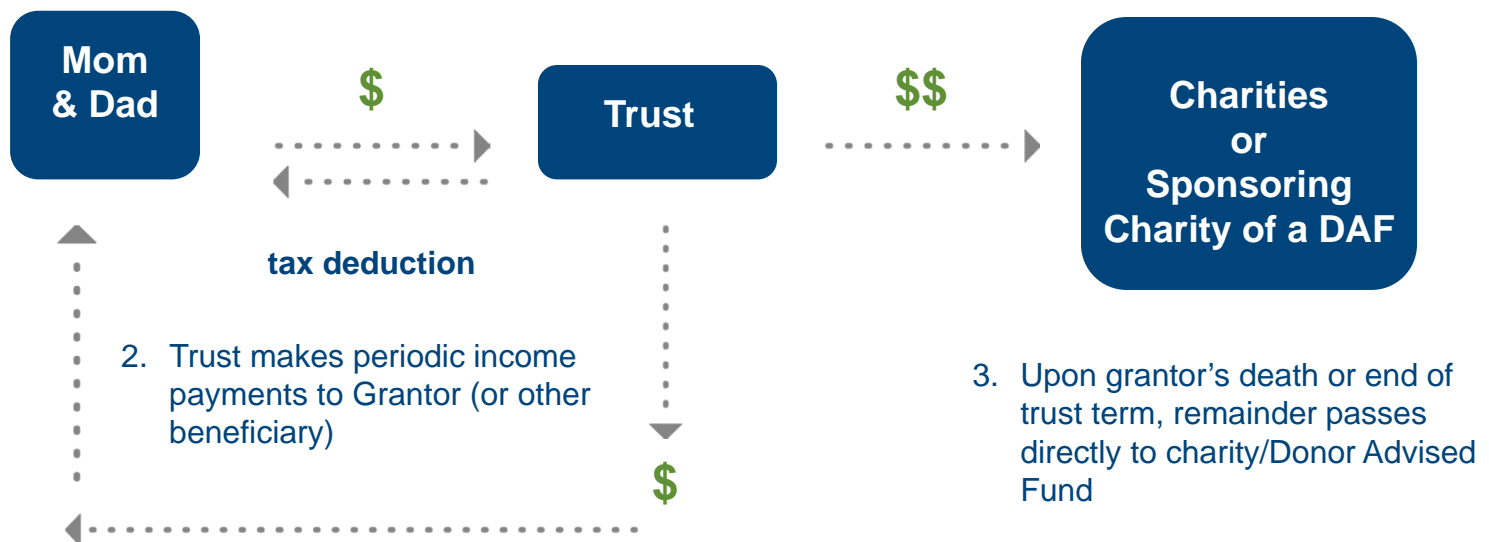 Mom
& Dad
$
Trust
$$
Charities
or
Sponsoring
Charity of a DAF
tax deduction
2. Trust makes periodic income
payments to Grantor (or other
beneficiary)
$
3. Upon grantor’s death or end of
trust term, remainder passes
directly to charity/Donor Advised
Fund